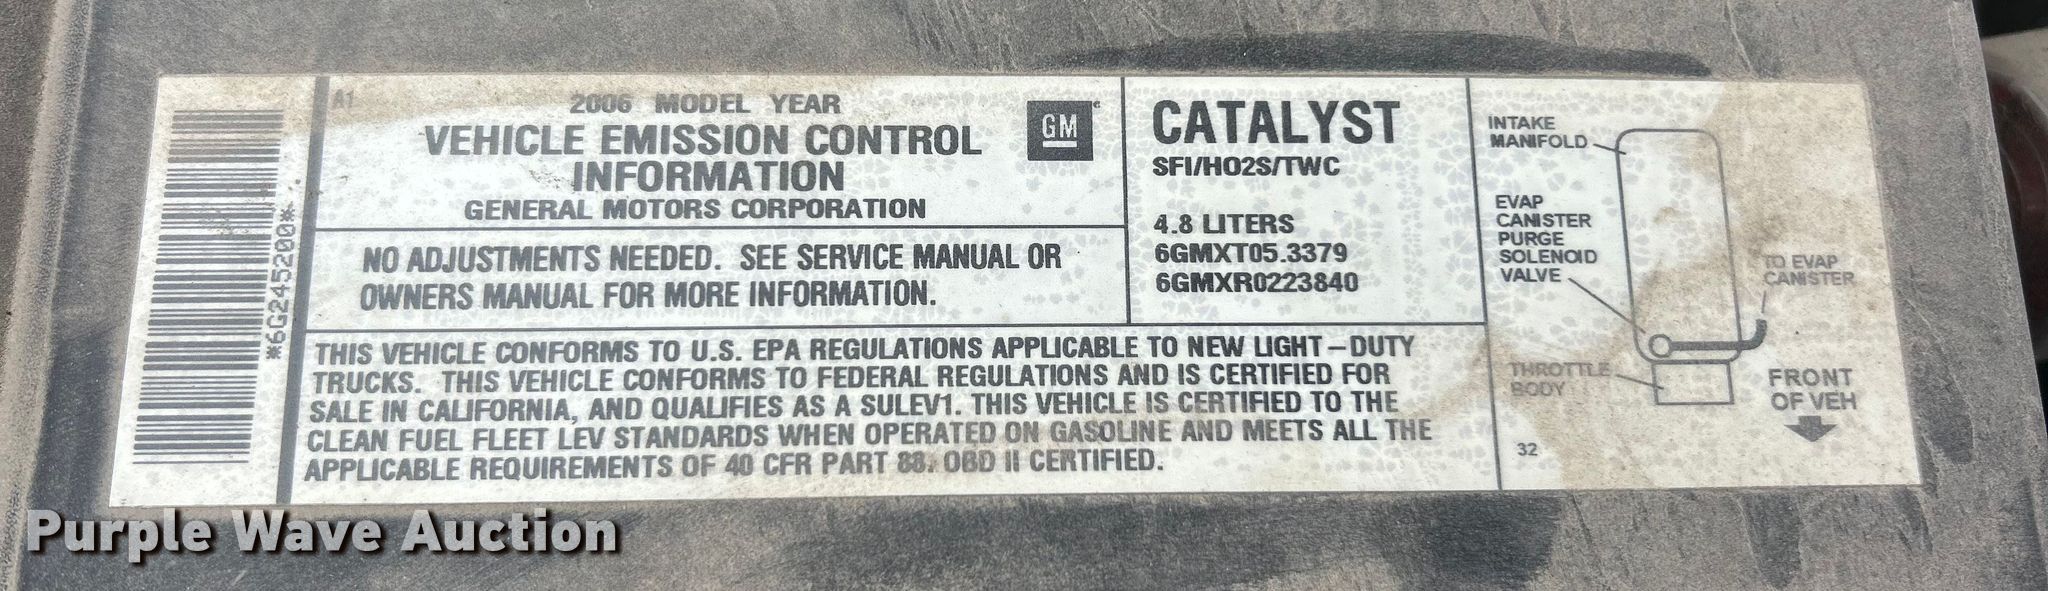 *6G245200*
A1
2006 MODEL YEAR
VEHICLE EMISSION CONTROL
INFORMATION
GENERAL MOTORS CORPORATION
GM
NO ADJUSTMENTS NEEDED. SEE SERVICE MANUAL OR
OWNERS MANUAL FOR MORE INFORMATION.
CATALYST
SFI/HO2S/TWC
4.8 LITERS
6GMXT05.3379
6GMXR0223840
THIS VEHICLE CONFORMS TO U.S. EPA REGULATIONS APPLICABLE TO NEW LIGHT-DUTY
TRUCKS. THIS VEHICLE CONFORMS TO FEDERAL REGULATIONS AND IS CERTIFIED FOR
SALE IN CALIFORNIA, AND QUALIFIES AS A SULEV1. THIS VEHICLE IS CERTIFIED TO THE
CLEAN FUEL FLEET LEV STANDARDS WHEN OPERATED ON GASOLINE AND MEETS ALL THE
APPLICABLE REQUIREMENTS OF 40 CFR PART 88. OBD II CERTIFIED.
INTAKE
MANIFOLD
EVAP
CANISTER
PURGE
SOLENOID
VALVE
TO EVAP
CANISTER
THROTTLE
BODY
FRONT
OF VEH
32
Purple Wave Auction